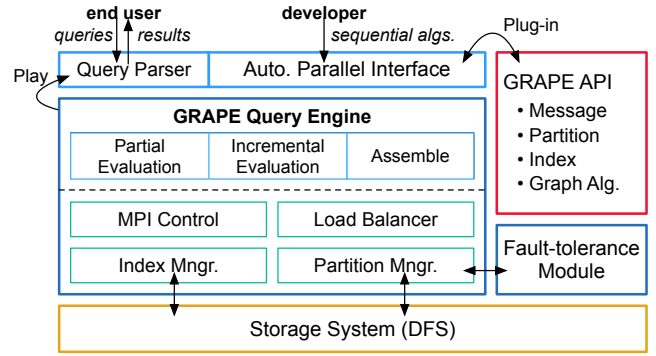 end user
developer
queries
results
sequential algs.
Plug-in
Play
Query Parser
Auto. Parallel Interface
GRAPE API
• Message
• Partition
• Index
• Graph Alg.
GRAPE Query Engine
Partial
Evaluation
Incremental
Evaluation
Assemble
MPI Control
Load Balancer
Index Mngr.
Partition Mngr.
Fault-tolerance
Module
Storage System (DFS)